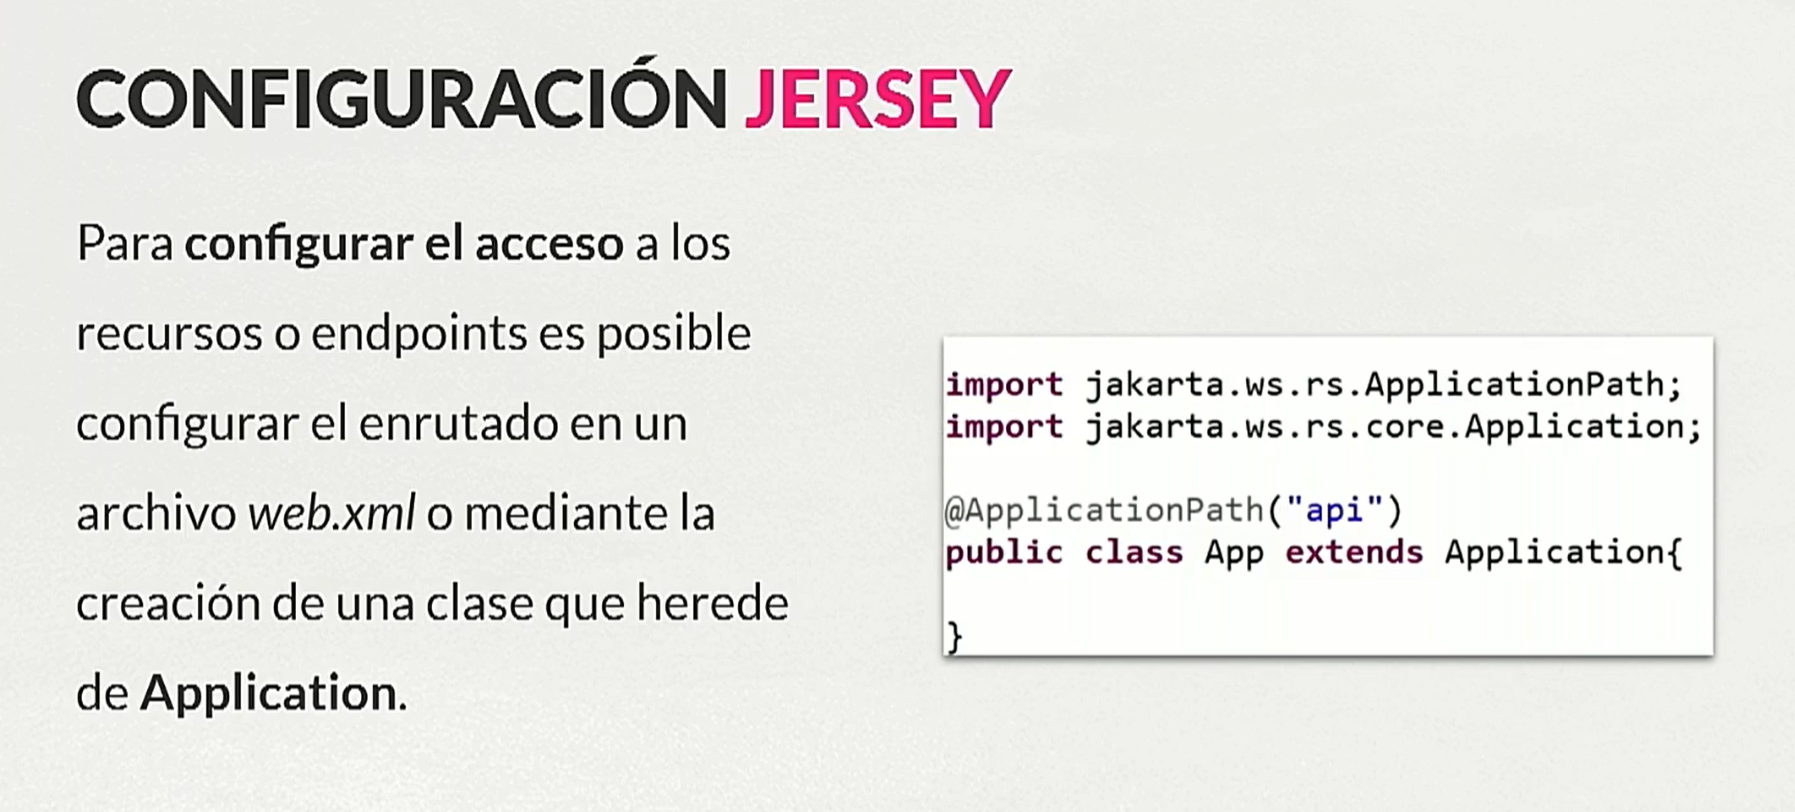 CONFIGURACIÓN JERSEY
Para configurar el acceso a los
recursos o endpoints es posible
configurar el enrutado en un
archivo web.xml o mediante la
creación de una clase que herede
de Application.
import jakarta.ws.rs.ApplicationPath;
import jakarta.ws.rs.core.Application;
@ApplicationPath("api")
public class App extends Application{
}